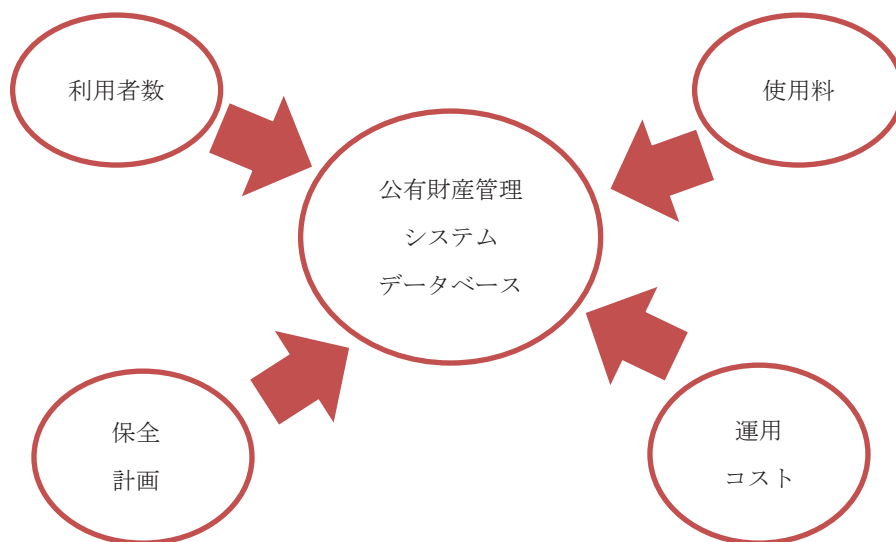 利用者数
使用料
公有財産管理
システム
データベース
保全
計画
運用
コスト